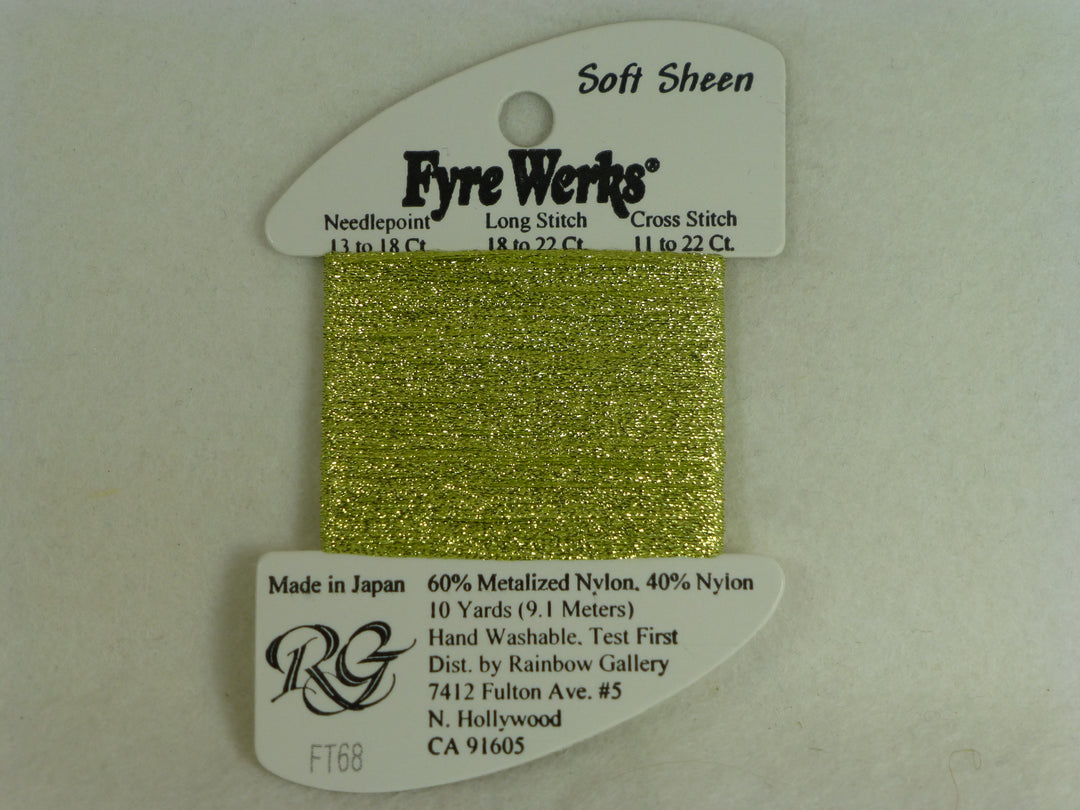 Soft Sheen
Fyre Werks®
Needlepoint Long Stitch Cross Stitch
13 to 18 Ct. 18 to 22 Ct. 11 to 22 Ct.
Made in Japan
60% Metalized Nylon, 40% Nylon
10 Yards (9.1 Meters)
Hand Washable, Test First
Dist. by Rainbow Gallery
7412 Fulton Ave. #5
N. Hollywood
CA 91605
RG
FT68